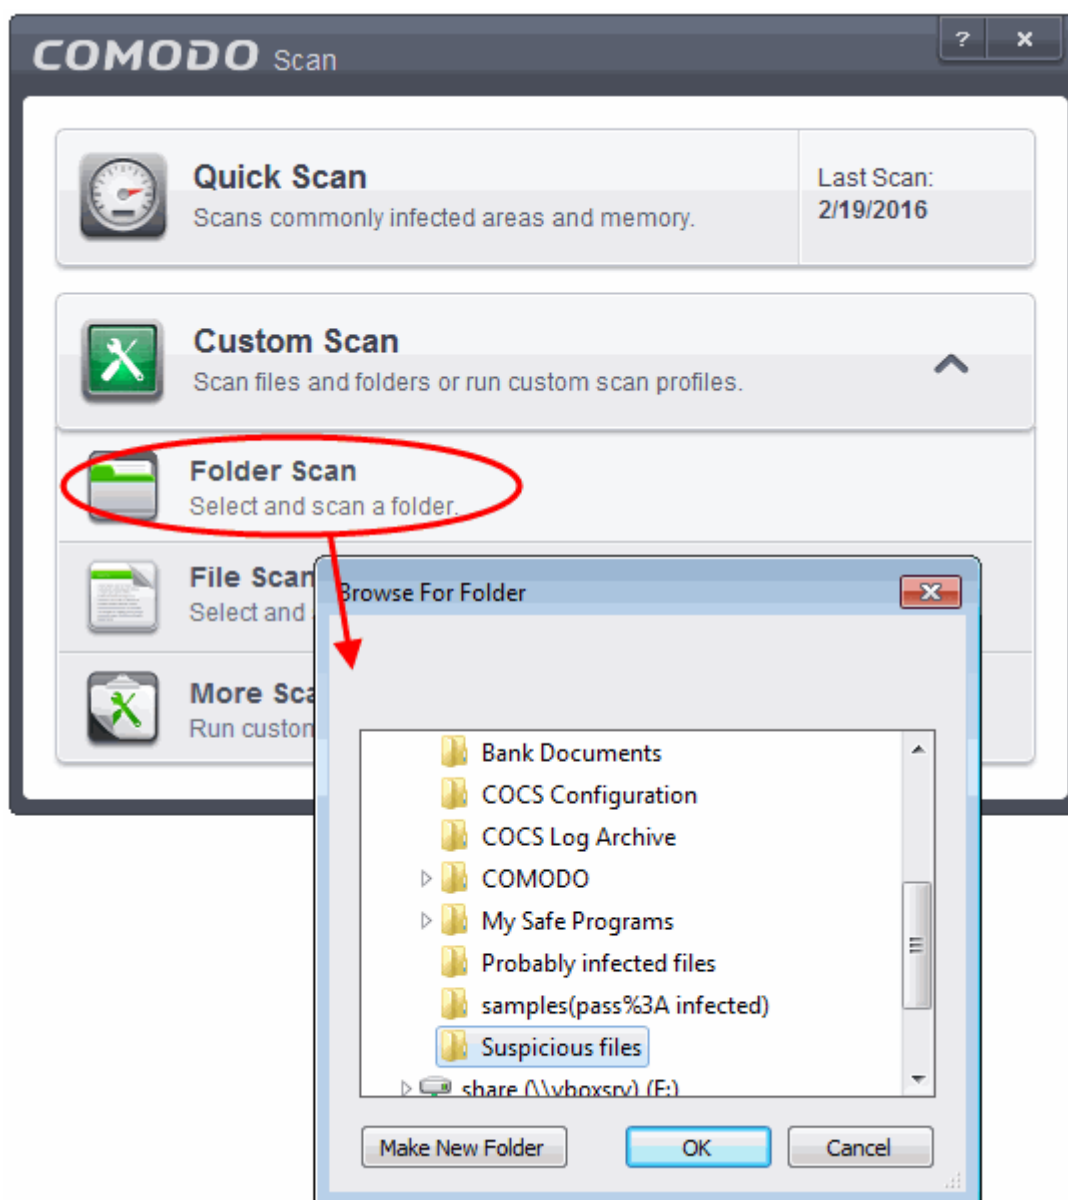 COMODO Scan
?
Quick Scan
Scans commonly infected areas and memory.
Last Scan:
2/19/2016
Custom Scan
Scan files and folders or run custom scan profiles.
Folder Scan
Select and scan a folder.
File Scan
Select and
More Sca
Run custom
Browse For Folder
Bank Documents
COCS Configuration
COCS Log Archive
COMODO
My Safe Programs
Probably infected files
samples(pass%3A infected)
Suspicious files
share (\\vboxsrv) (E:)
Make New Folder
OK
Cancel